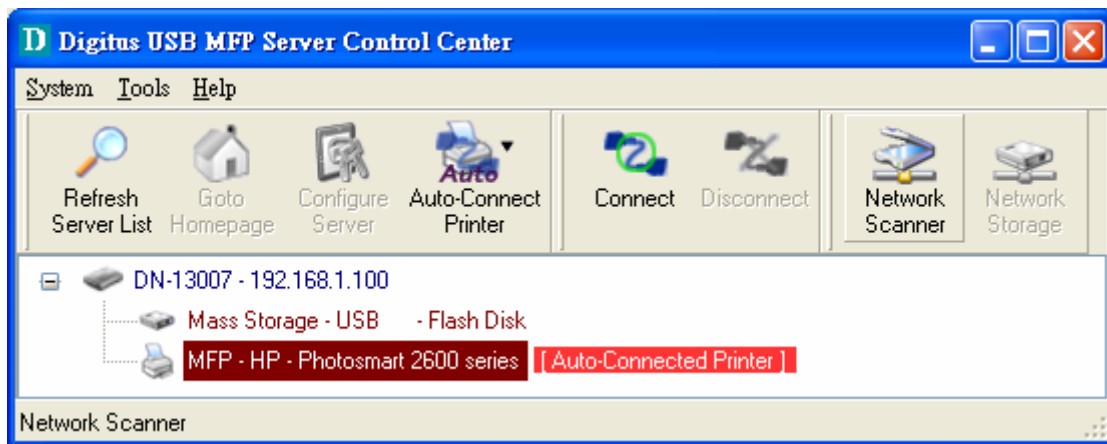 D Digitus USB MFP Server Control Center
System Tools Help
Auto
Refresh Server List
Goto Homepage
Configure Server
Auto-Connect Printer
Connect
Disconnect
Network Scanner
Network Storage
DN-13007 - 192.168.1.100
Mass Storage - USB - Flash Disk
MFP - HP - Photosmart 2600 series [ Auto-Connected Printer ]
Network Scanner